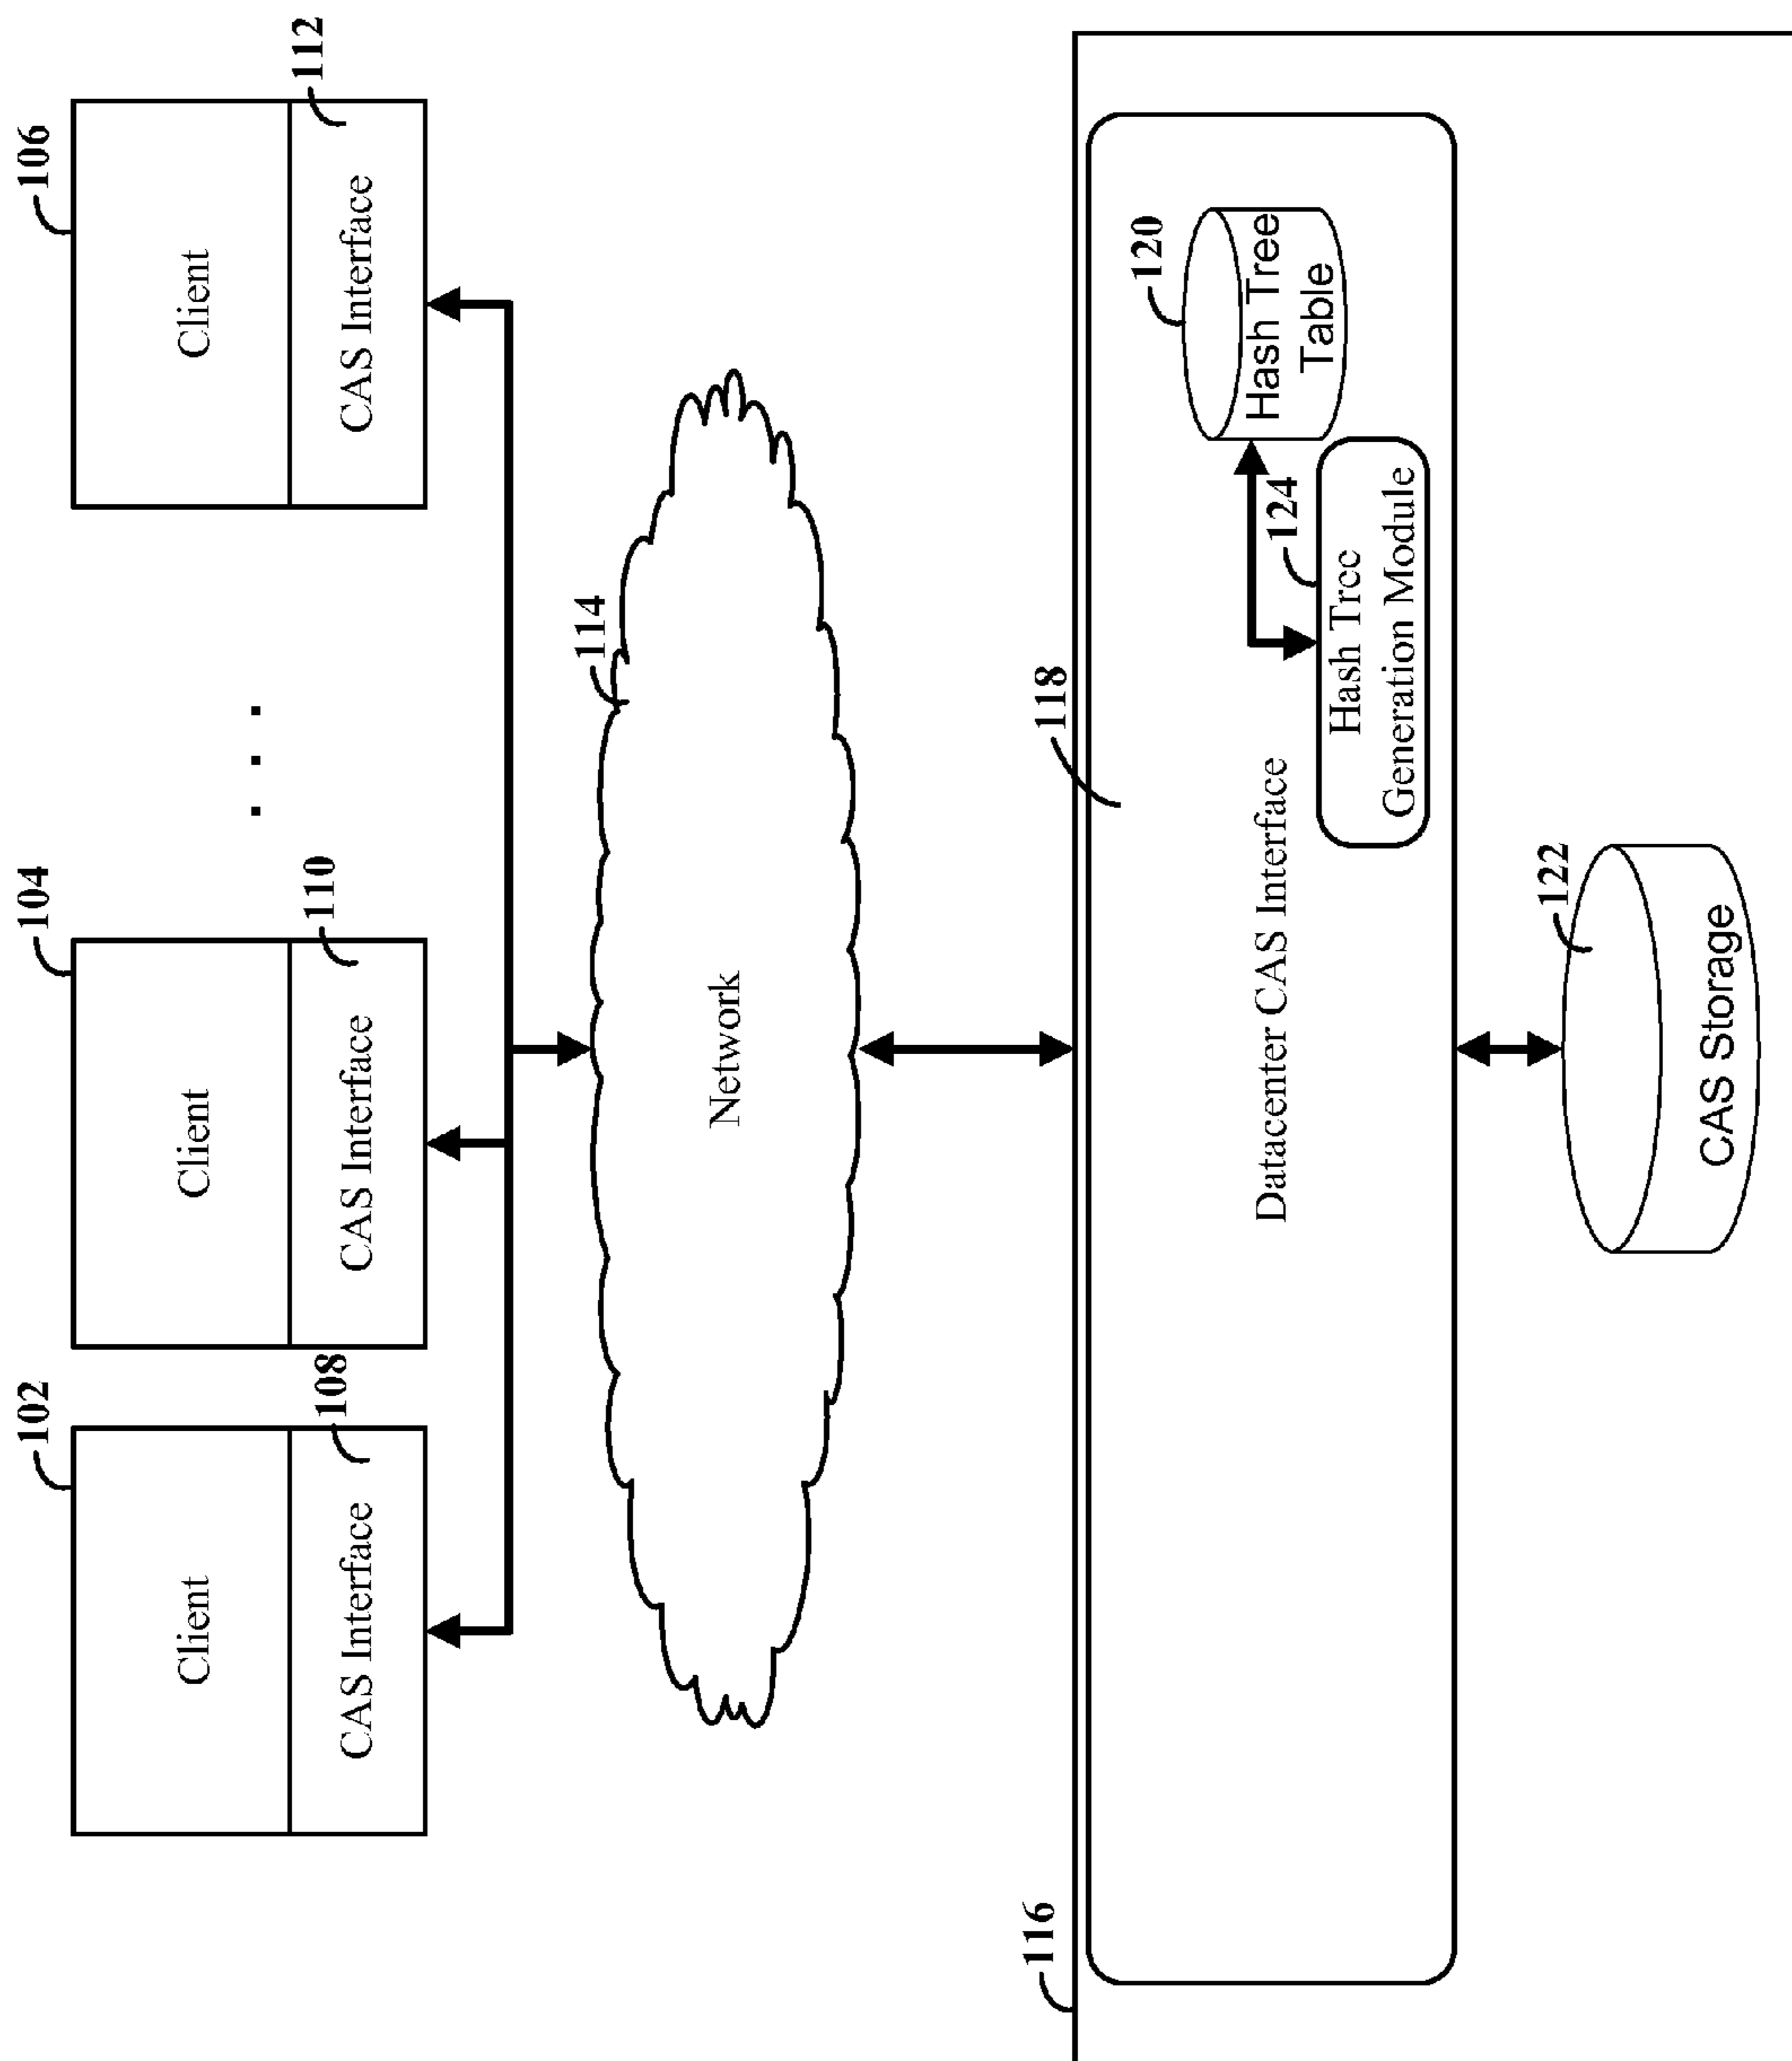 102
Client
CAS Interface
108
104
Client
CAS Interface
110
. . .
106
Client
CAS Interface
112
114
Network
116
118
Datacenter CAS Interface
120
Hash Tree
Table
124
Hash Tree
Generation Module
122
CAS Storage